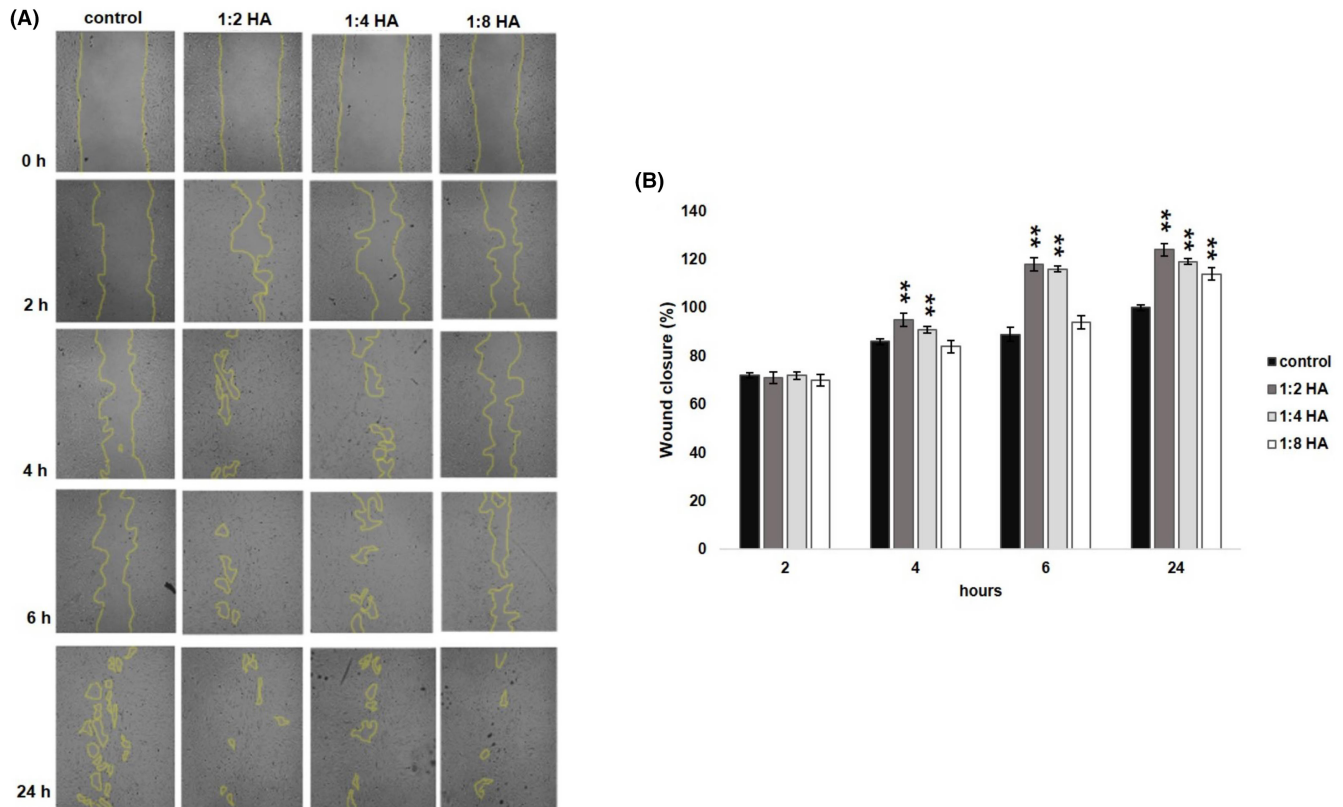 (A)
control 1:2 HA 1:4 HA 1:8 HA
0 h
2 h
4 h
6 h
24 h
(B)
Wound closure (%)
140
120
100
80
60
40
20
0
** **
** **
** ** **
2 4 6 24
hours
control
1:2 HA
1:4 HA
1:8 HA